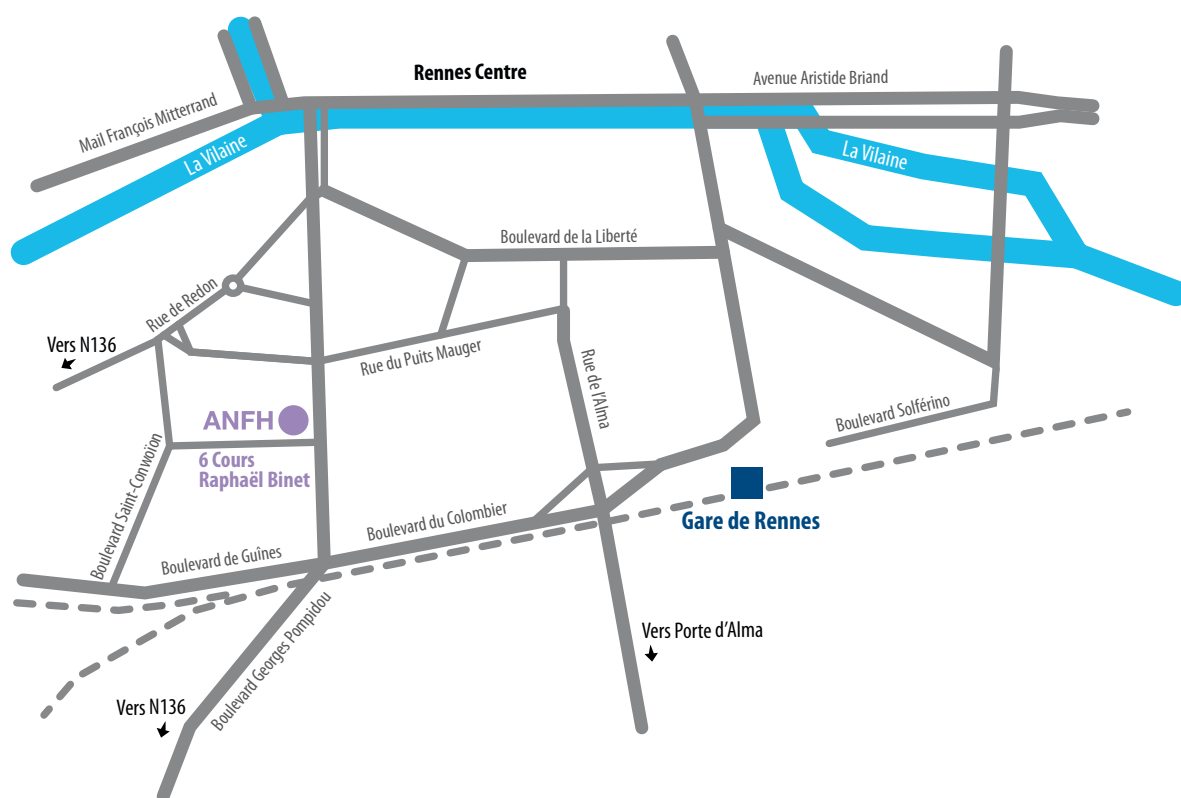 Rennes Centre
Avenue Aristide Briand
Mail François Mitterrand
La Vilaine
La Vilaine
Boulevard de la Liberté
Rue de Redon
Vers N136
Rue du Puits Mauger
Rue de l'Alma
ANFH
6 Cours
Raphaël Binet
Boulevard Solférino
Boulevard Saint-Conwoïon
Boulevard du Colombier
Gare de Rennes
Boulevard de Guînes
Boulevard Georges Pompidou
Vers Porte d'Alma
Vers N136